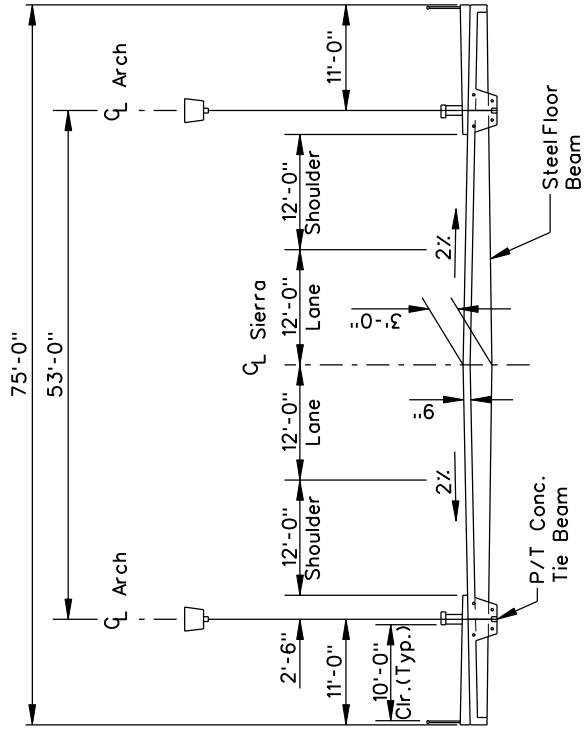 75'-0"
53'-0"
C L Arch
C L Arch
C L Sierra
2'-6"
12'-0"
Shoulder
12'-0"
Lane
12'-0"
Lane
12'-0"
Shoulder
11'-0"
11'-0"
3'-0"
10'-0"
Clr.(Typ.)
9"
2%
2%
P/T Conc.
Tie Beam
Steel Floor
Beam